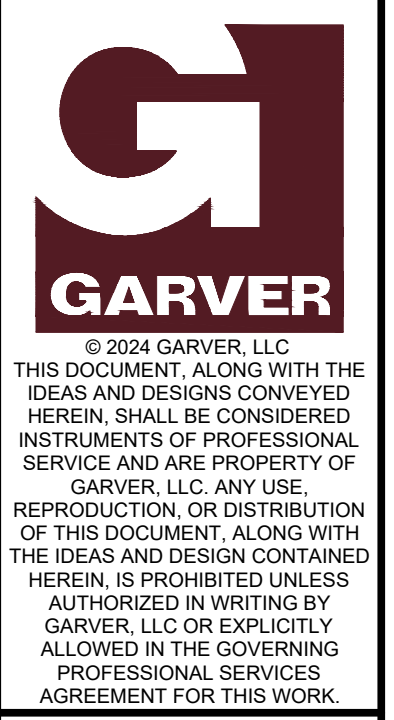 GARVER
© 2024 GARVER, LLC
THIS DOCUMENT, ALONG WITH THE
IDEAS AND DESIGNS CONVEYED
HEREIN, SHALL BE CONSIDERED
INSTRUMENTS OF PROFESSIONAL
SERVICE AND ARE PROPERTY OF
GARVER, LLC. ANY USE,
REPRODUCTION, OR DISTRIBUTION
OF THIS DOCUMENT, ALONG WITH
THE IDEAS AND DESIGN CONTAINED
HEREIN, IS PROHIBITED UNLESS
AUTHORIZED IN WRITING BY
GARVER, LLC OR EXPLICITLY
ALLOWED IN THE GOVERNING
PROFESSIONAL SERVICES
AGREEMENT FOR THIS WORK.